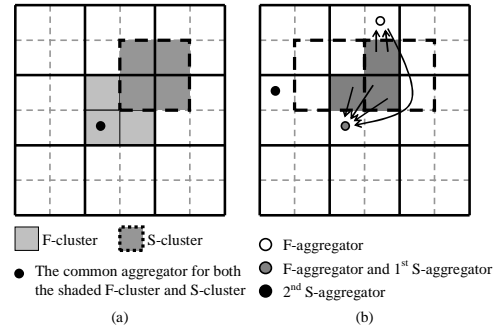 F-cluster
S-cluster
The common aggregator for both
the shaded F-cluster and S-cluster
(a)
F-aggregator
F-aggregator and 1st S-aggregator
2nd S-aggregator
(b)